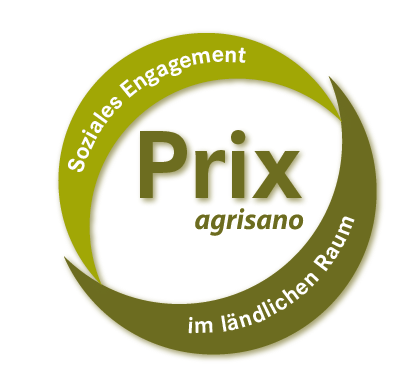 Soziales Engagement
Prix
agrisano
im ländlichen Raum